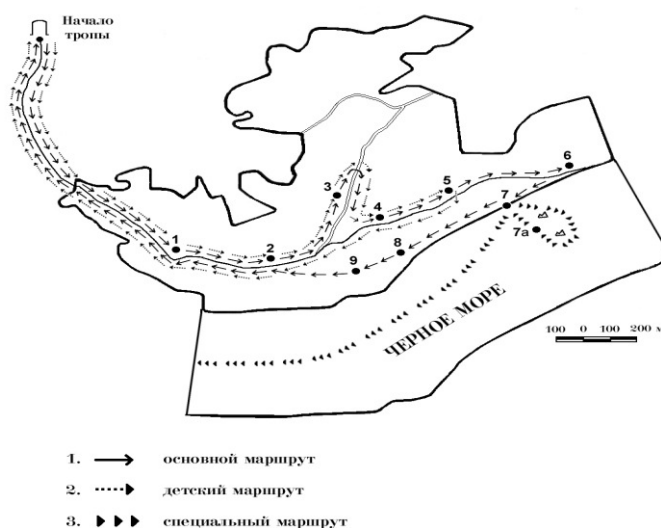 Начало
тропы
6
5
3
4
7
1
2
8
7а
9
ЧЕРНОЕ МОРЕ
100 0 100 200 м
1. основной маршрут
2. детский маршрут
3. специальный маршрут